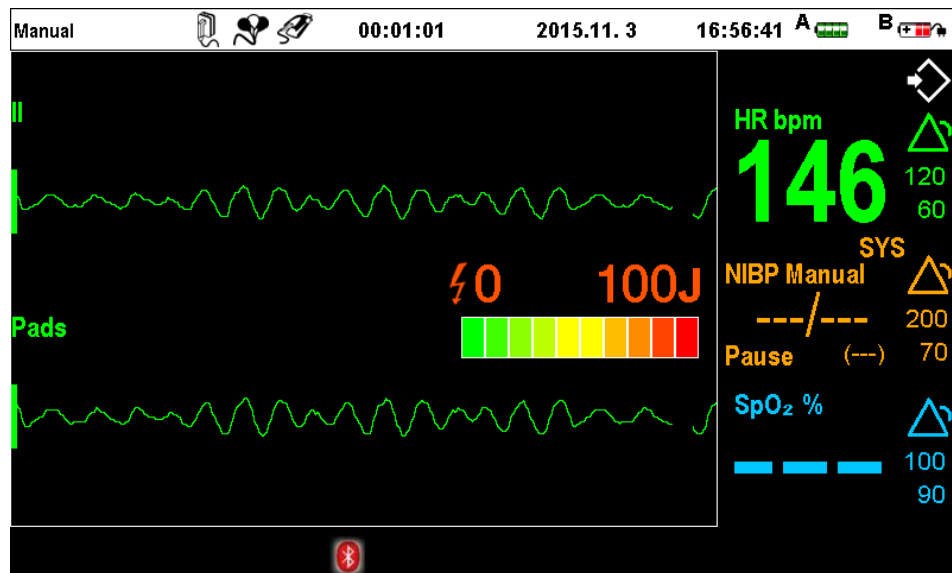 Manual 00:01:01 2015.11. 3 16:56:41 A B
II
HR bpm
146
120
60
SYS
NIBP Manual
---/---
200
Pause (---) 70
0 100J
Pads
SpO₂ %
---
100
90